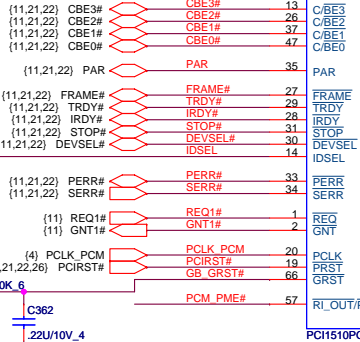 {11,21,22} CBE3# CBE3# 13 C/BE3
{11,21,22} CBE2# CBE2# 26 C/BE2
{11,21,22} CBE1# CBE1# 37 C/BE1
{11,21,22} CBE0# CBE0# 47 C/BE0
{11,21,22} PAR PAR 35 PAR
{11,21,22} FRAME# FRAME# 27 FRAME
{11,21,22} TRDY# TRDY# 29 TRDY
{11,21,22} IRDY# IRDY# 28 IRDY
{11,21,22} STOP# STOP# 31 STOP
11,21,22} DEVSEL# DEVSEL# 30 DEVSEL
IDSEL 14 IDSEL
{11,21,22} PERR# PERR# 33 PERR
{11,21,22} SERR# SERR# 34 SERR
{11} REQ1# REQ1# 1 REQ
{11} GNT1# GNT1# 2 GNT
{4} PCLK_PCM PCLK_PCM 20 PCLK
,21,22,26} PCIRST# PCIRST# 19 PRST
GB_GRST# 66 GRST
0K_6
PCM_PME# 57 RI_OUT/P
C362
.22U/10V_4
PCI1510PG